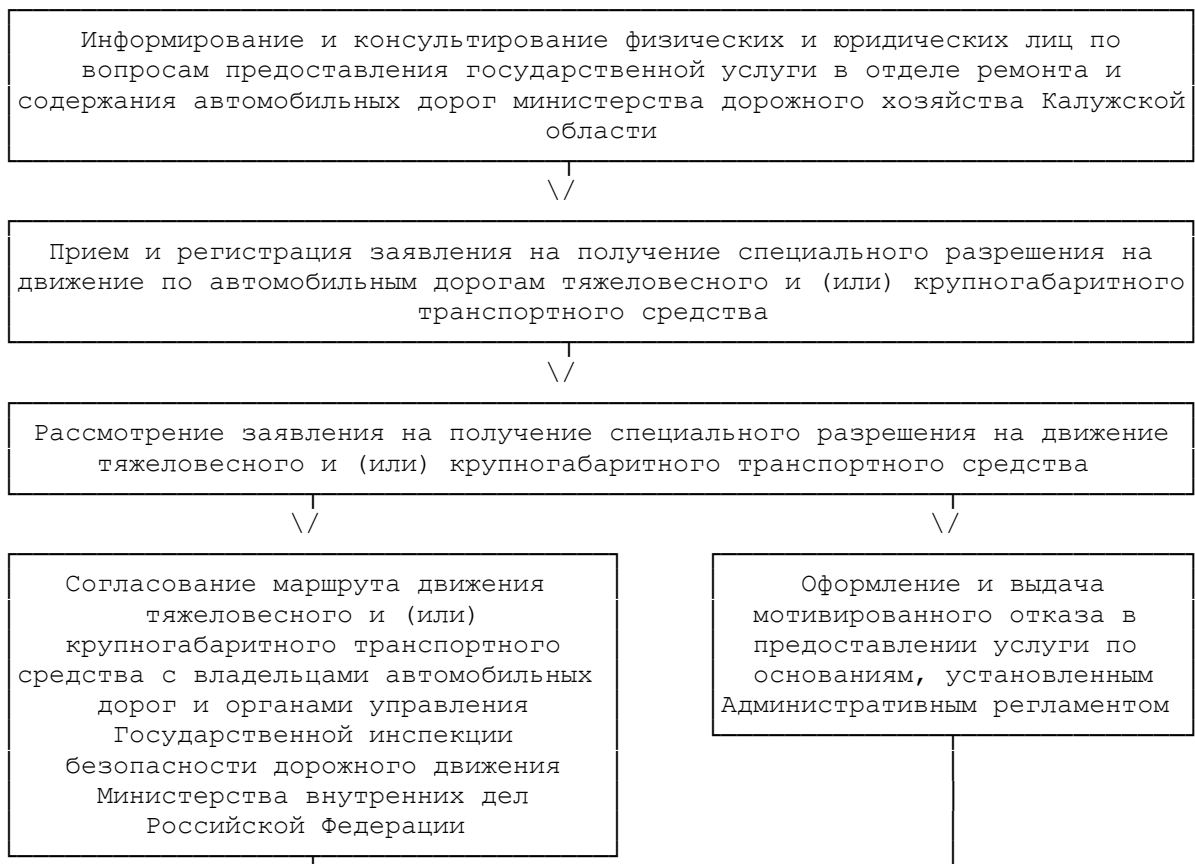 Информирование и консультирование физических и юридических лиц по
вопросам предоставления государственной услуги в отделе ремонта и
содержания автомобильных дорог министерства дорожного хозяйства Калужской
области
Прием и регистрация заявления на получение специального разрешения на
движение по автомобильным дорогам тяжеловесного и (или) крупногабаритного
транспортного средства
Рассмотрение заявления на получение специального разрешения на движение
тяжеловесного и (или) крупногабаритного транспортного средства
Согласование маршрута движения
тяжеловесного и (или)
крупногабаритного транспортного
средства с владельцами автомобильных
дорог и органами управления
Государственной инспекции
безопасности дорожного движения
Министерства внутренних дел
Российской Федерации
Оформление и выдача
мотивированного отказа в
предоставлении услуги по
основаниям, установленным
Административным регламентом